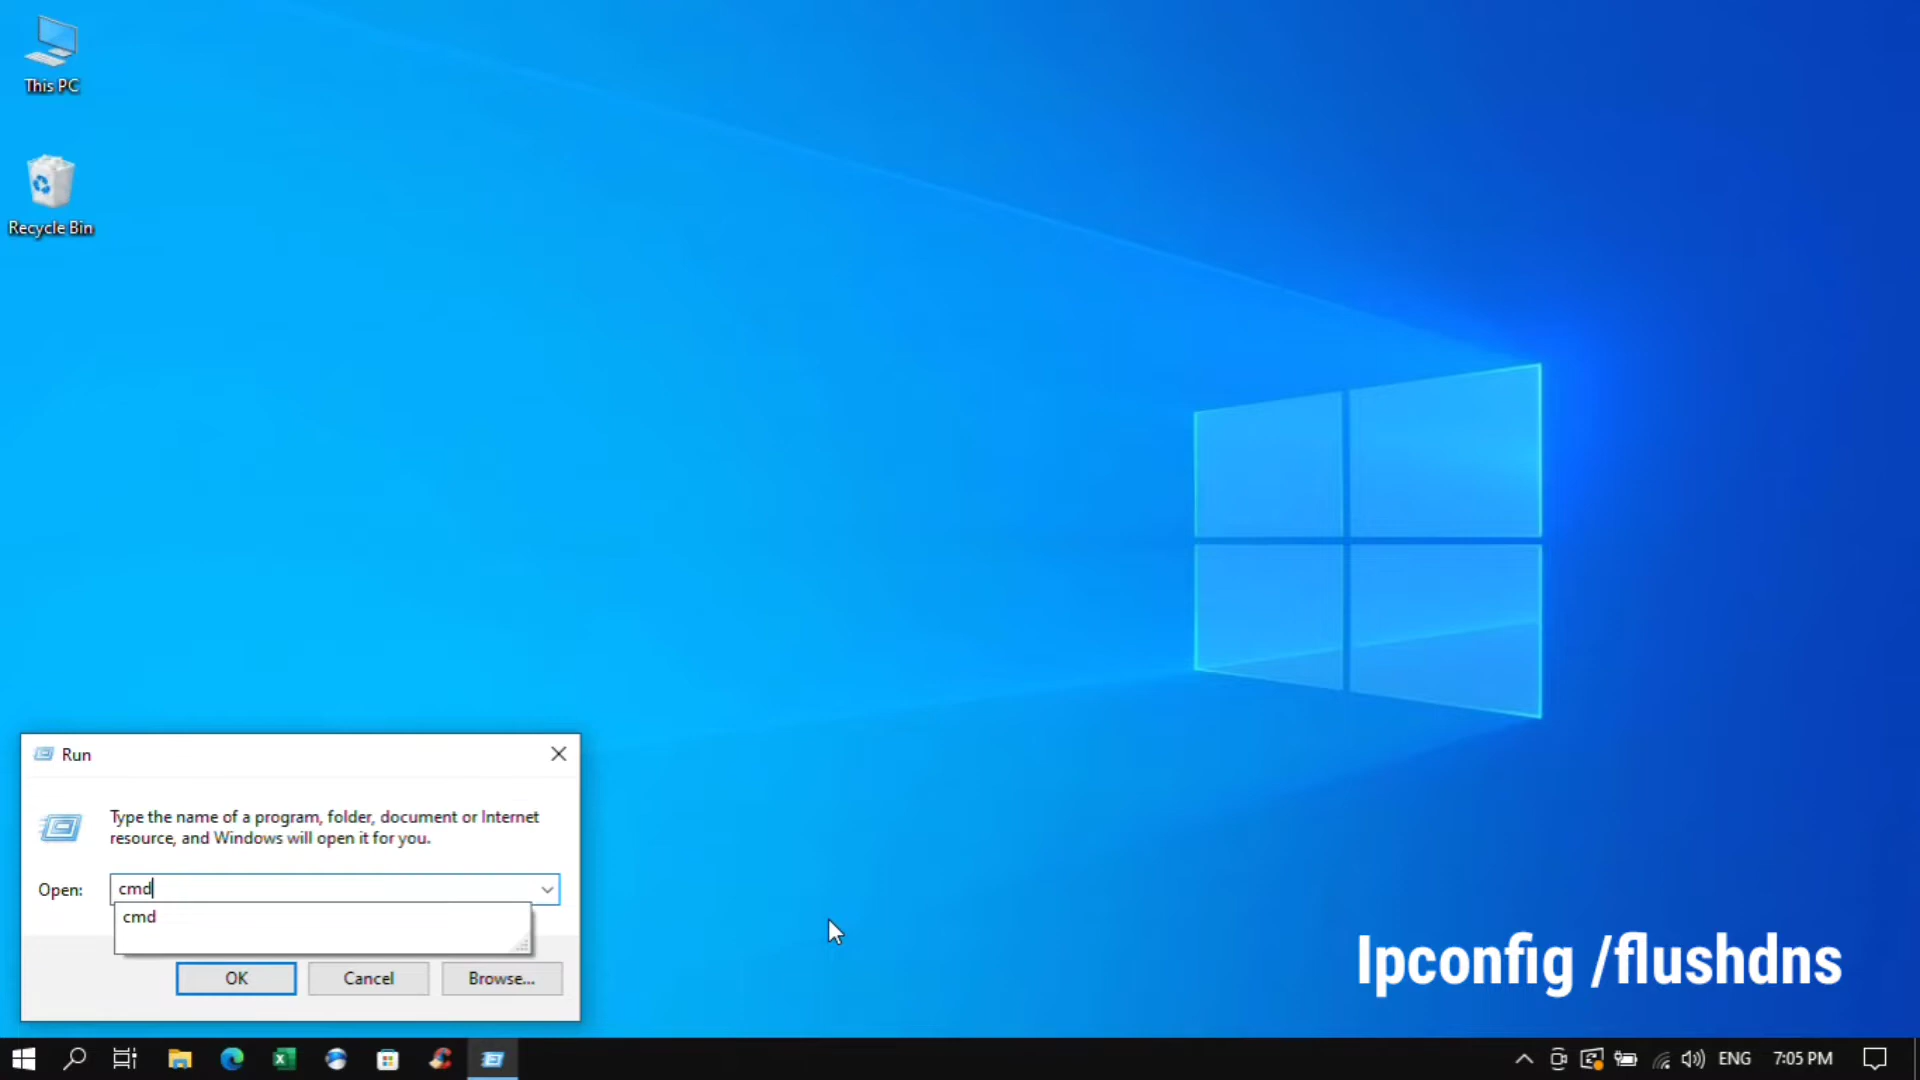 This PC
Recycle Bin
Run
Type the name of a program, folder, document or Internet
resource, and Windows will open it for you.
Open:
cmd
cmd
OK
Cancel
Browse...
Ipconfig /flushdns
ENG
7:05 PM